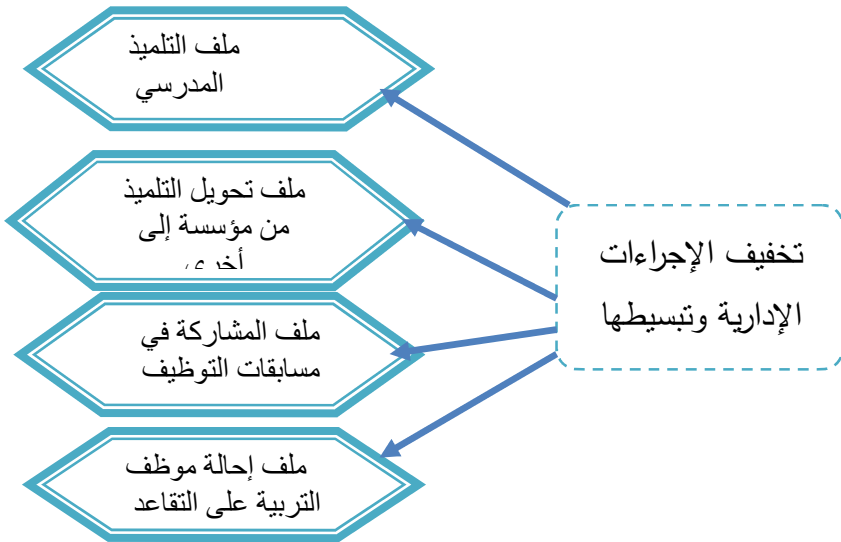 ملف التلميذ
المدرسي
ملف تحويل التلميذ
من مؤسسة إلى
أخرى
تخفيف الإجراءات
الإدارية وتبسيطها
ملف المشاركة في
مسابقات التوظيف
ملف إحالة موظف
التربية على التقاعد